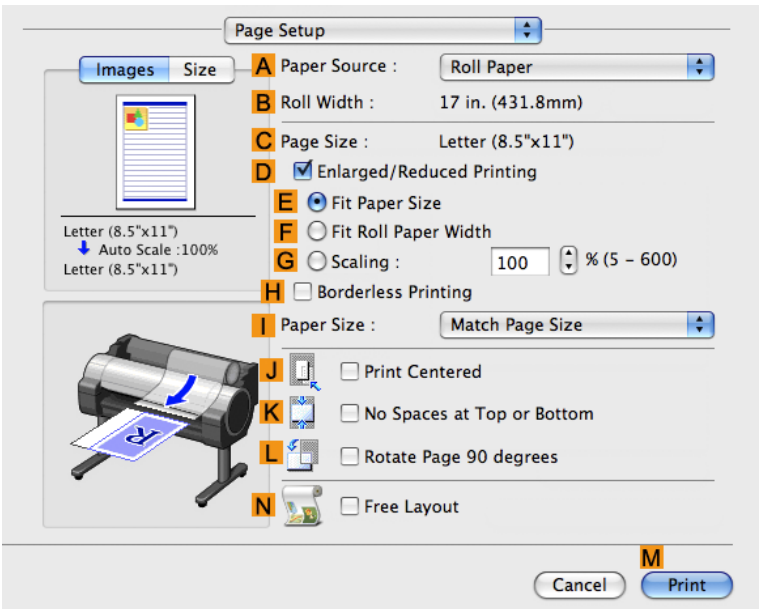 Page Setup
Images Size
A Paper Source : Roll Paper
B Roll Width : 17 in. (431.8mm)
C Page Size : Letter (8.5"x11")
D Enlarged/Reduced Printing
E Fit Paper Size
F Fit Roll Paper Width
G Scaling : 100 % (5 – 600)
Letter (8.5"x11")
Auto Scale :100%
Letter (8.5"x11")
H Borderless Printing
I Paper Size : Match Page Size
J Print Centered
K No Spaces at Top or Bottom
L Rotate Page 90 degrees
R
N Free Layout
M
Cancel Print